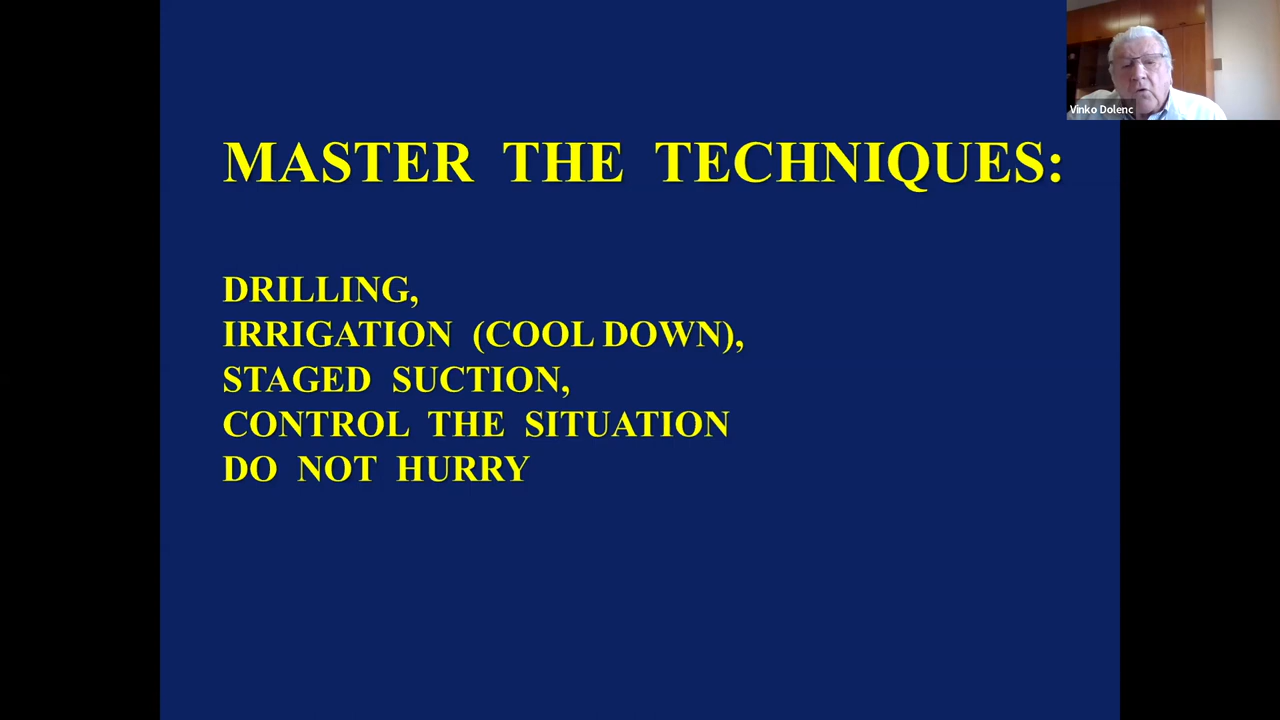 Vinko Dolenc
MASTER THE TECHNIQUES:
DRILLING,
IRRIGATION (COOL DOWN),
STAGED SUCTION,
CONTROL THE SITUATION
DO NOT HURRY